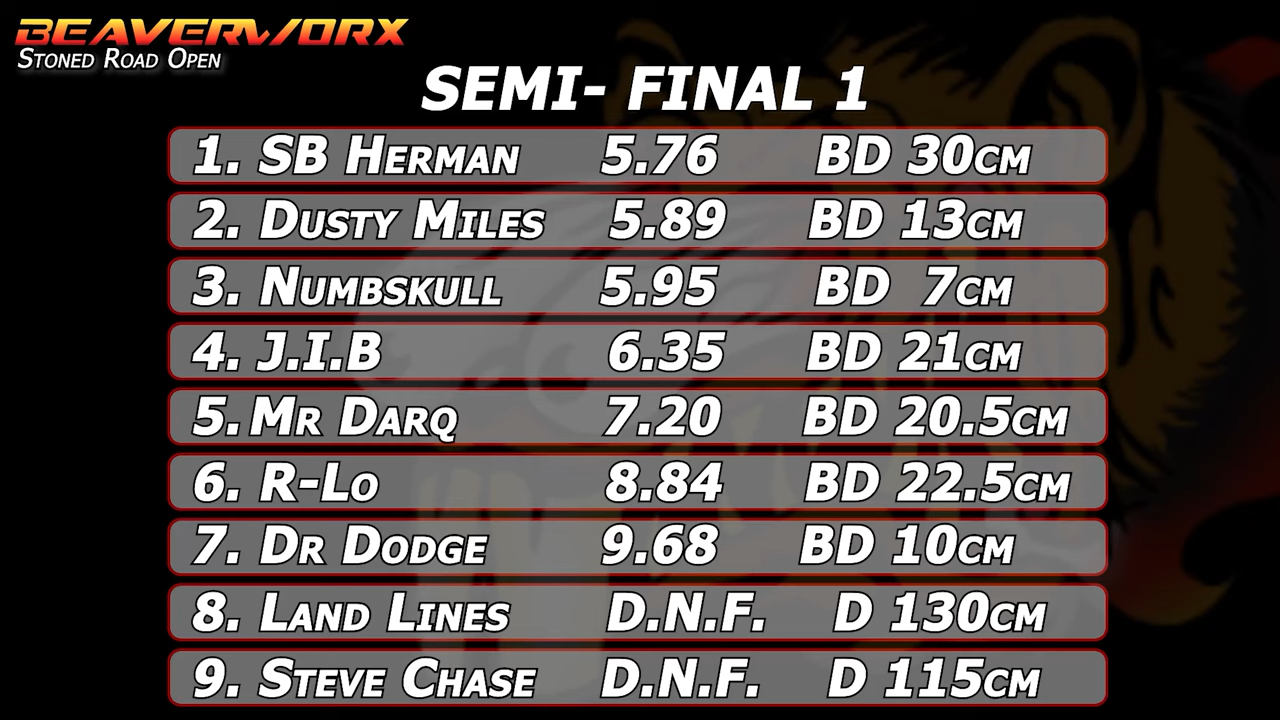 BEAVERWORX
STONED ROAD OPEN
SEMI- FINAL 1
1. SB HERMAN 5.76 BD 30CM
2. DUSTY MILES 5.89 BD 13CM
3. NUMBSKULL 5.95 BD 7CM
4. J.I.B 6.35 BD 21CM
5. MR DARQ 7.20 BD 20.5CM
6. R-LO 8.84 BD 22.5CM
7. DR DODGE 9.68 BD 10CM
8. LAND LINES D.N.F. D 130CM
9. STEVE CHASE D.N.F. D 115CM